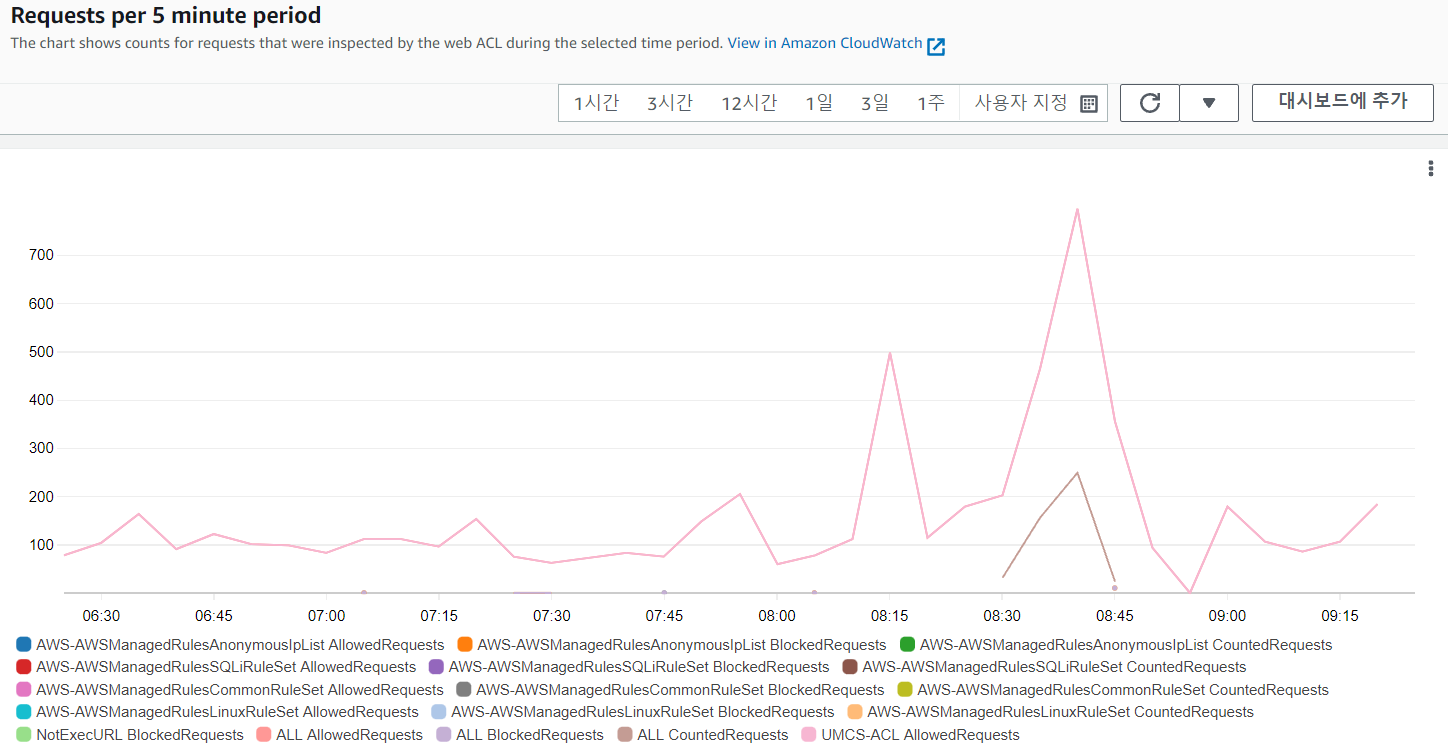 Requests per 5 minute period
The chart shows counts for requests that were inspected by the web ACL during the selected time period. View in Amazon CloudWatch
1시간 3시간 12시간 1일 3일 1주 사용자 지정 대시보드에 추가
700
600
500
400
300
200
100
06:30 06:45 07:00 07:15 07:30 07:45 08:00 08:15 08:30 08:45 09:00 09:15
AWS-AWSManagedRulesAnonymousIpList AllowedRequests AWS-AWSManagedRulesAnonymousIpList BlockedRequests AWS-AWSManagedRulesAnonymousIpList CountedRequests
AWS-AWSManagedRulesSQLiRuleSet AllowedRequests AWS-AWSManagedRulesSQLiRuleSet BlockedRequests AWS-AWSManagedRulesSQLiRuleSet CountedRequests
AWS-AWSManagedRulesCommonRuleSet AllowedRequests AWS-AWSManagedRulesCommonRuleSet BlockedRequests AWS-AWSManagedRulesCommonRuleSet CountedRequests
AWS-AWSManagedRulesLinuxRuleSet AllowedRequests AWS-AWSManagedRulesLinuxRuleSet BlockedRequests AWS-AWSManagedRulesLinuxRuleSet CountedRequests
NotExecURL BlockedRequests ALL AllowedRequests ALL BlockedRequests ALL CountedRequests UMCS-ACL AllowedRequests